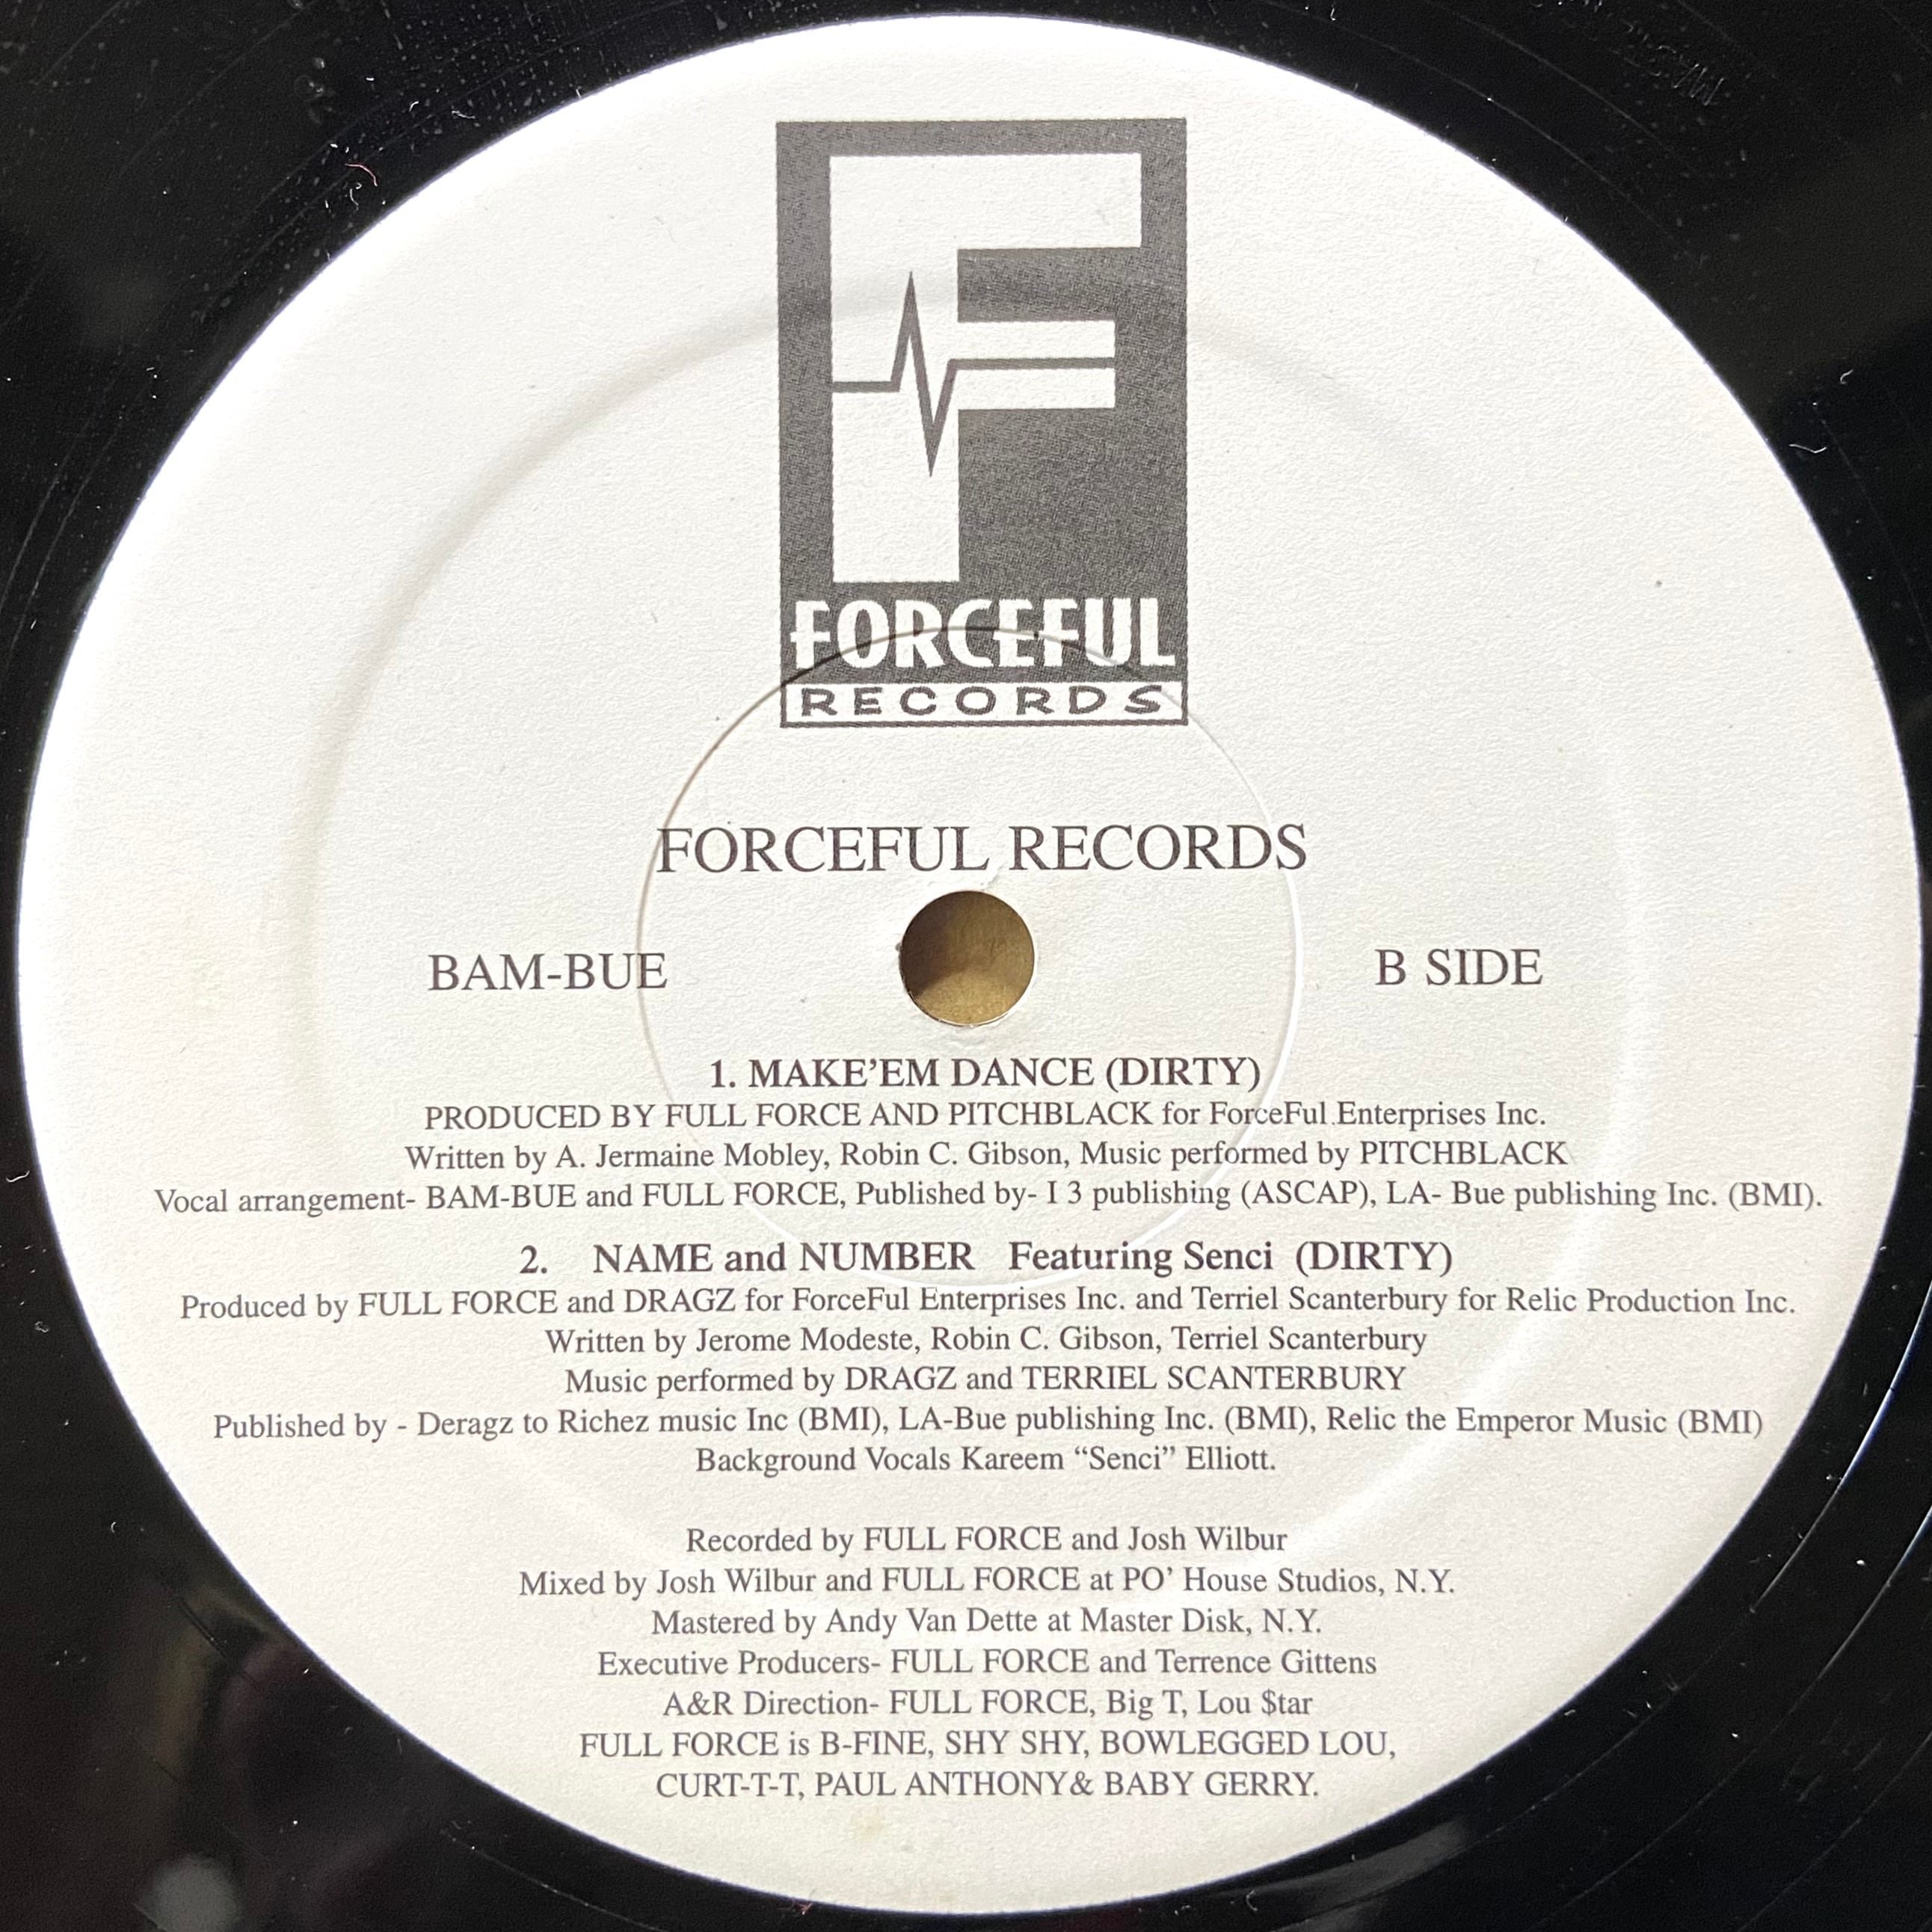 FORCEFUL
RECORDS
FORCEFUL RECORDS
BAM-BUE
B SIDE
1. MAKE'EM DANCE (DIRTY)
PRODUCED BY FULL FORCE AND PITCHBLACK for ForceFul Enterprises Inc.
Written by A. Jermaine Mobley, Robin C. Gibson, Music performed by PITCHBLACK
Vocal arrangement- BAM-BUE and FULL FORCE, Published by- I 3 publishing (ASCAP), LA- Bue publishing Inc. (BMI).
2. NAME and NUMBER Featuring Senci (DIRTY)
Produced by FULL FORCE and DRAGZ for ForceFul Enterprises Inc. and Terriel Scanterbury for Relic Production Inc.
Written by Jerome Modeste, Robin C. Gibson, Terriel Scanterbury
Music performed by DRAGZ and TERRIEL SCANTERBURY
Published by - Deragz to Richez music Inc (BMI), LA-Bue publishing Inc. (BMI), Relic the Emperor Music (BMI)
Background Vocals Kareem “Senci” Elliott.
Recorded by FULL FORCE and Josh Wilbur
Mixed by Josh Wilbur and FULL FORCE at PO’ House Studios, N.Y.
Mastered by Andy Van Dette at Master Disk, N.Y.
Executive Producers- FULL FORCE and Terrence Gittens
A&R Direction- FULL FORCE, Big T, Lou $tar
FULL FORCE is B-FINE, SHY SHY, BOWLEGGED LOU,
CURT-T-T, PAUL ANTHONY& BABY GERRY.